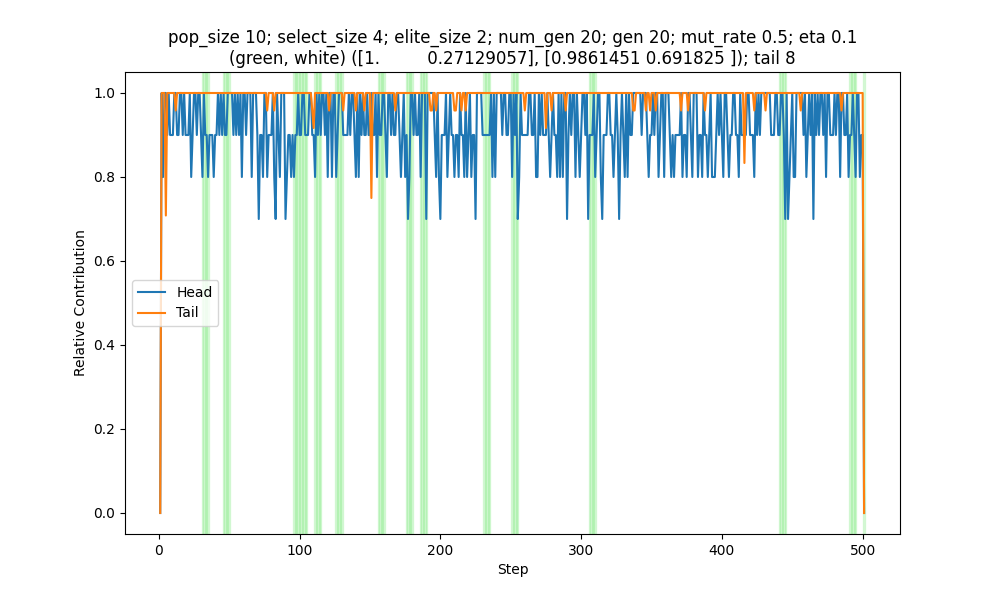 pop_size 10; select_size 4; elite_size 2; num_gen 20; gen 20; mut_rate 0.5; eta 0.1
(green, white) ([1.          0.27129057], [0.9861451 0.691825 ]); tail 8
1.0
0.8
0.6
0.4
0.2
0.0
Relative Contribution
Head
Tail
0 100 200 300 400 500
Step